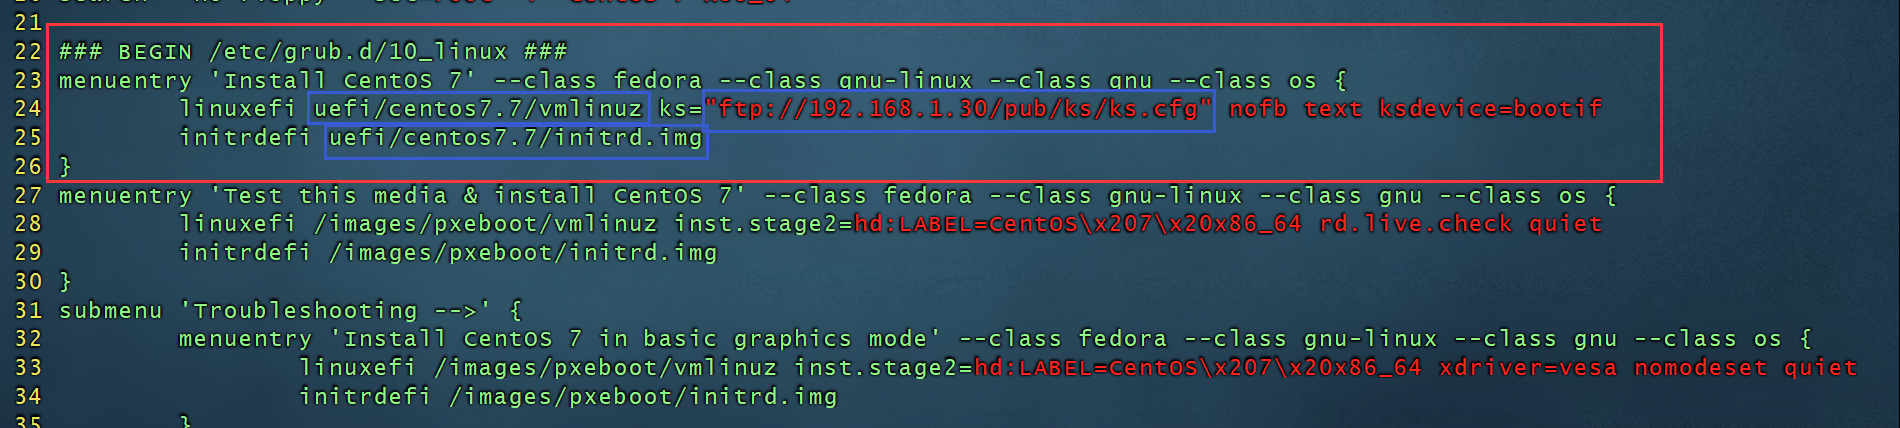 21
22 ### BEGIN /etc/grub.d/10_linux ###
23 menuentry 'Install CentOS 7' --class fedora --class gnu-linux --class gnu --class os {
24         linuxefi uefi/centos7.7/vmlinuz ks="ftp://192.168.1.30/pub/ks/ks.cfg" nofb text ksdevice=bootif
25         initrdefi uefi/centos7.7/initrd.img
26 }
27 menuentry 'Test this media & install CentOS 7' --class fedora --class gnu-linux --class gnu --class os {
28         linuxefi /images/pxeboot/vmlinuz inst.stage2=hd:LABEL=CentOS\x207\x20x86_64 rd.live.check quiet
29         initrdefi /images/pxeboot/initrd.img
30 }
31 submenu 'Troubleshooting -->' {
32         menuentry 'Install CentOS 7 in basic graphics mode' --class fedora --class gnu-linux --class gnu --class os {
33                 linuxefi /images/pxeboot/vmlinuz inst.stage2=hd:LABEL=CentOS\x207\x20x86_64 xdriver=vesa nomodeset quiet
34                 initrdefi /images/pxeboot/initrd.img
35         }